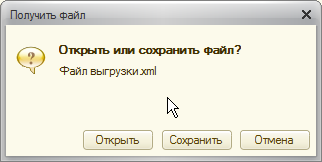 Получить файл
Открыть или сохранить файл?
Файл выгрузки.xml
Открыть Сохранить Отмена